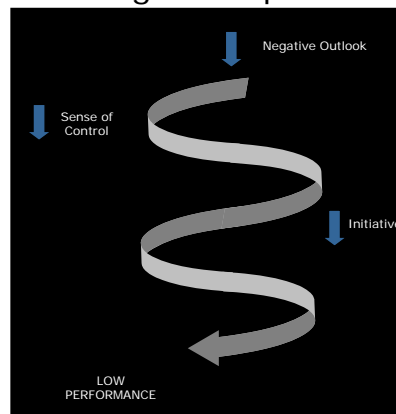 Negative Outlook
Sense of
Control
Initiative
LOW
PERFORMANCE